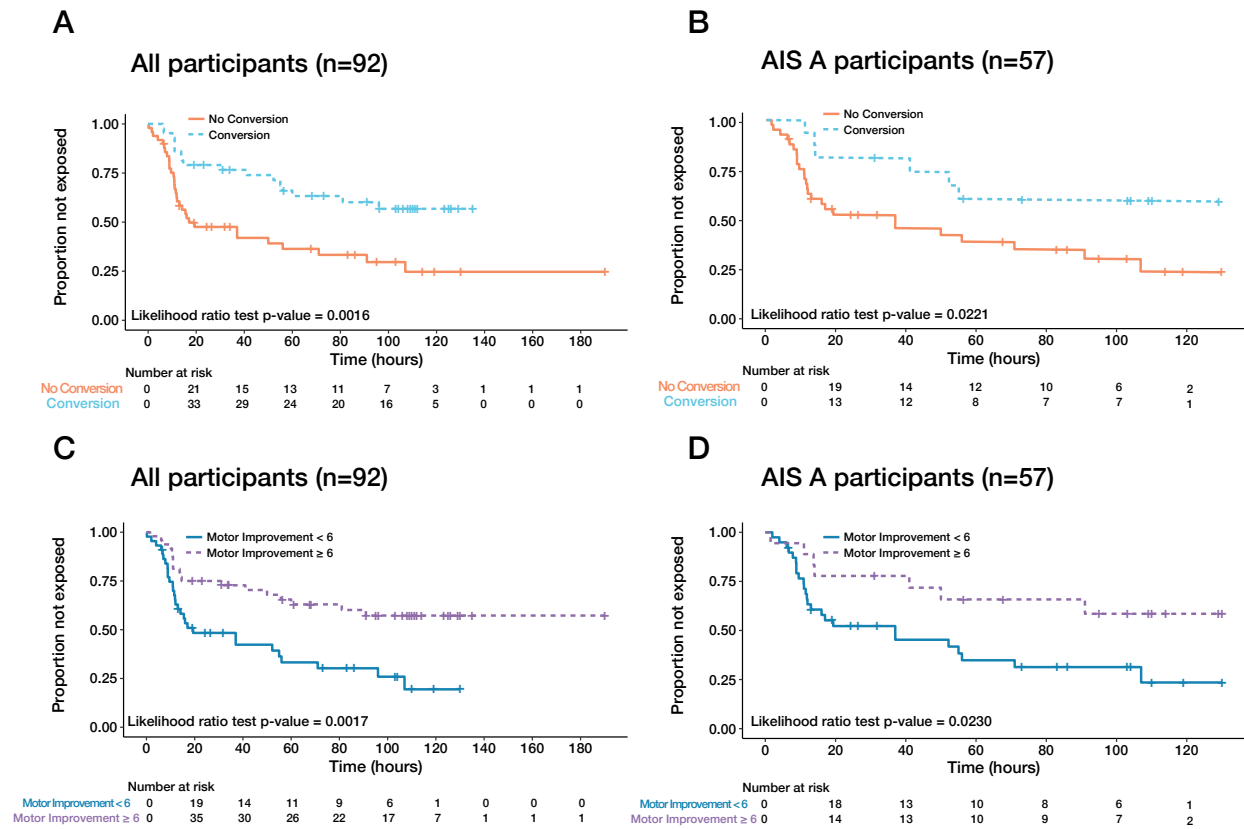 A
All participants (n=92)
Proportion not exposed
1.00
0.75
0.50
0.25
0.00
No Conversion
Conversion
Likelihood ratio test p-value = 0.0016
0 20 40 60 80 100 120 140 160 180
Time (hours)
Number at risk
No Conversion 0 21 15 13 11 7 3 1 1 1
Conversion 0 33 29 24 20 16 5 0 0 0
B
AIS A participants (n=57)
Proportion not exposed
1.00
0.75
0.50
0.25
0.00
No Conversion
Conversion
Likelihood ratio test p-value = 0.0221
0 20 40 60 80 100 120
Time (hours)
Number at risk
No Conversion 0 19 14 12 10 6 2
Conversion 0 13 12 8 7 7 1
C
All participants (n=92)
Proportion not exposed
1.00
0.75
0.50
0.25
0.00
Motor Improvement < 6
Motor Improvement ≥ 6
Likelihood ratio test p-value = 0.0017
0 20 40 60 80 100 120 140 160 180
Time (hours)
Number at risk
Motor Improvement < 6 0 19 14 11 9 6 1 0 0 0
Motor Improvement ≥ 6 0 35 30 26 22 17 7 1 1 1
D
AIS A participants (n=57)
Proportion not exposed
1.00
0.75
0.50
0.25
0.00
Motor Improvement < 6
Motor Improvement ≥ 6
Likelihood ratio test p-value = 0.0230
0 20 40 60 80 100 120
Time (hours)
Number at risk
Motor Improvement < 6 0 18 13 10 8 6 1
Motor Improvement ≥ 6 0 14 13 10 9 7 2